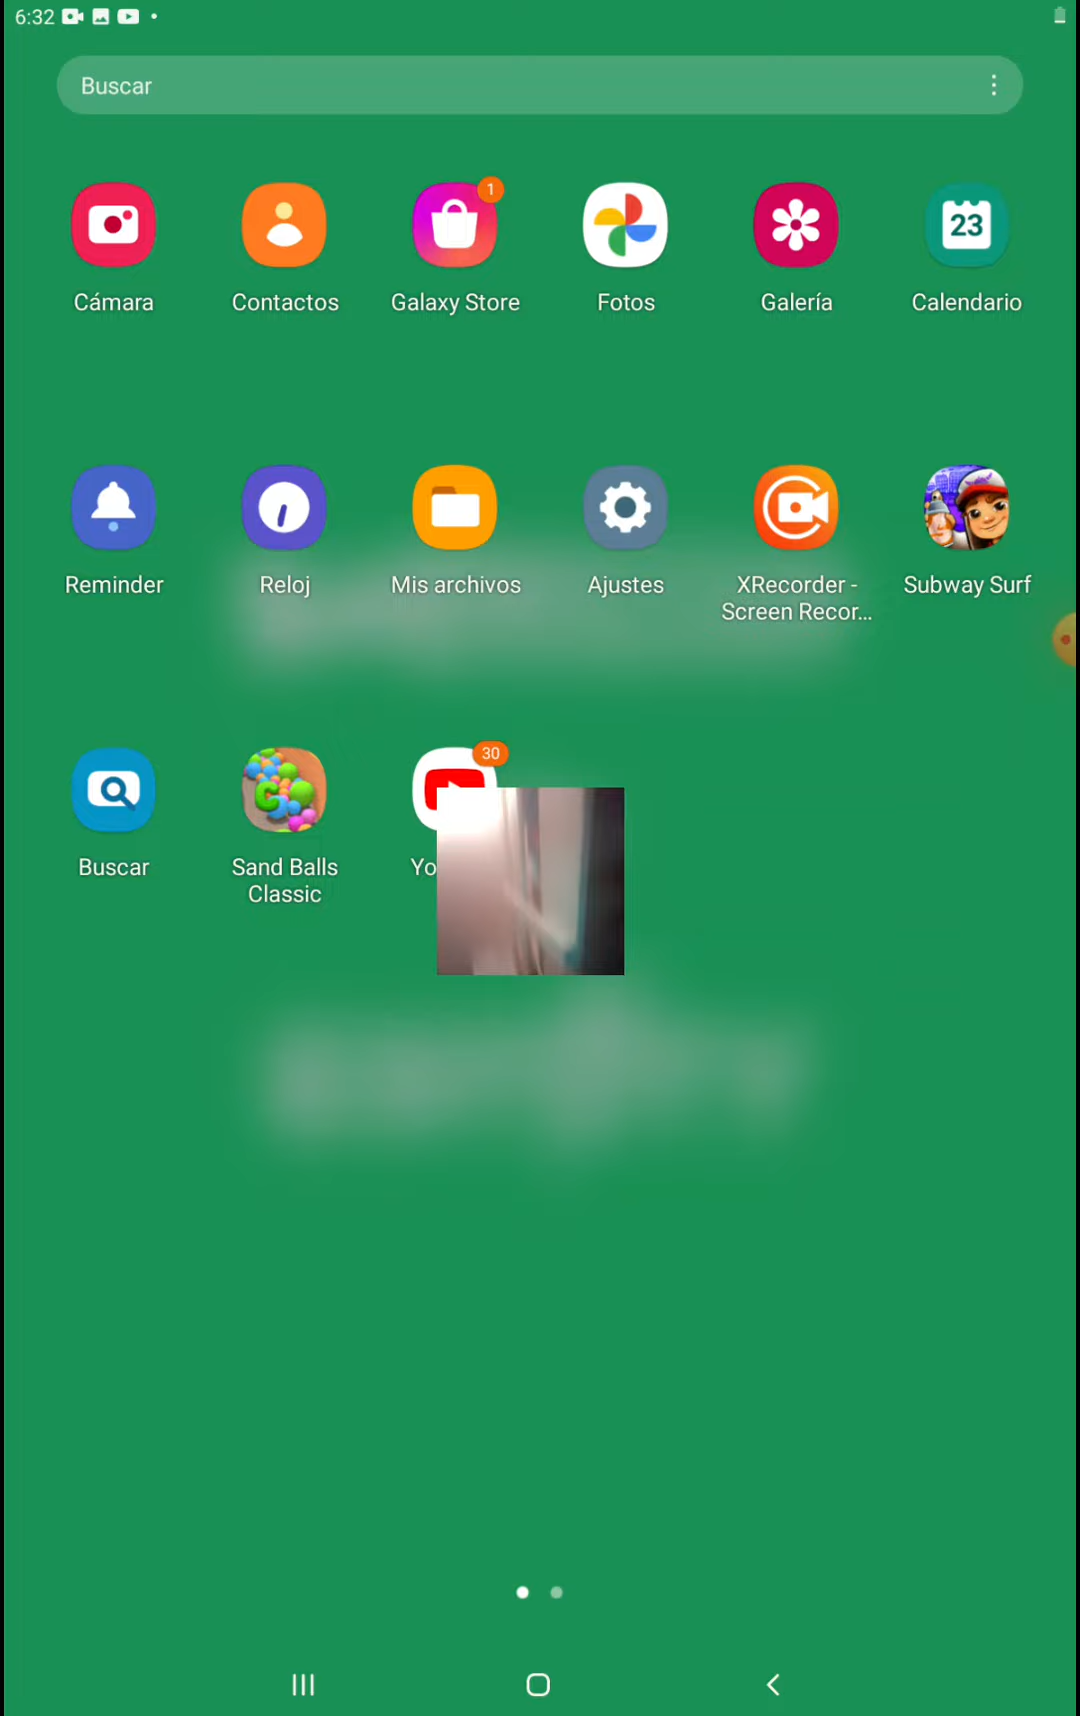 6:32
Buscar
1
23
Cámara
Contactos
Galaxy Store
Fotos
Galería
Calendario
Reminder
Reloj
Mis archivos
Ajustes
XRecorder -
Screen Recor...
Subway Surf
30
Buscar
Sand Balls
Classic
Yo